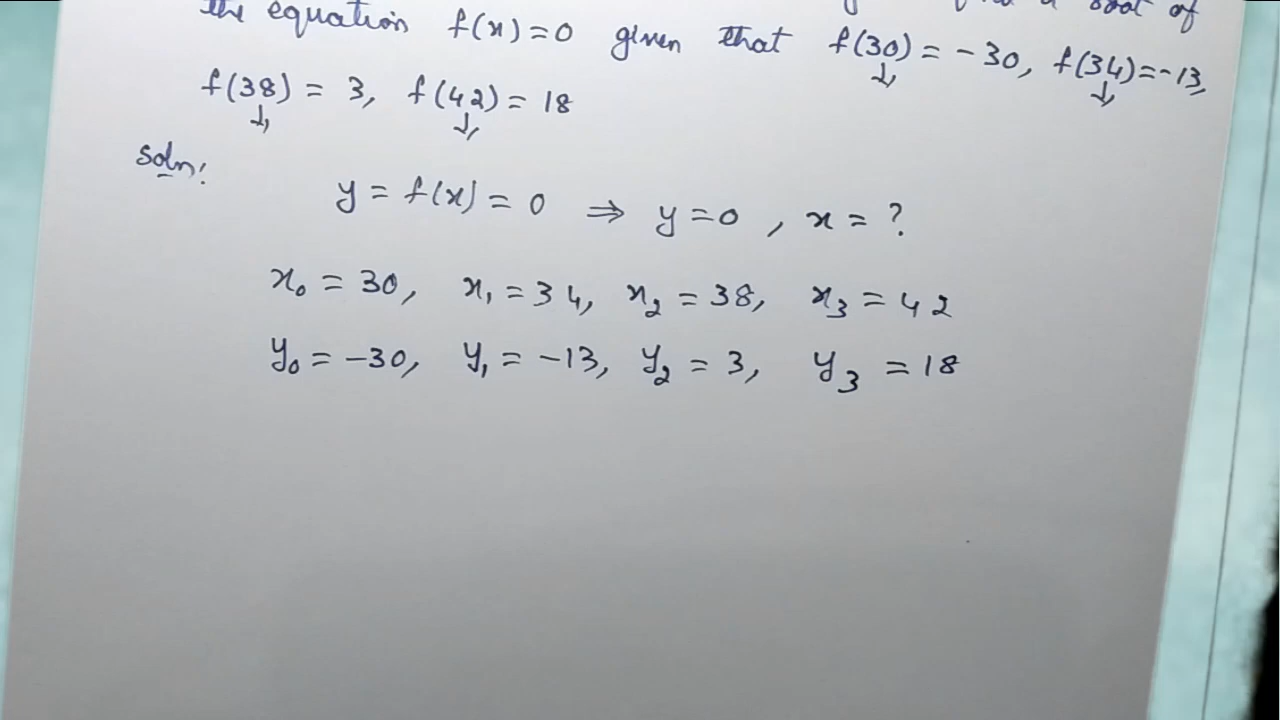 the equation f(x)=0 given that f(30) = -30, f(34)=-13,
f(38) = 3, f(42) = 18
Soln:
y = f(x) = 0 ⇒ y=0 , x = ?
x₀ = 30, x₁ = 34, x₂ = 38, x₃ = 42
y₀ = -30, y₁ = -13, y₂ = 3, y₃ = 18